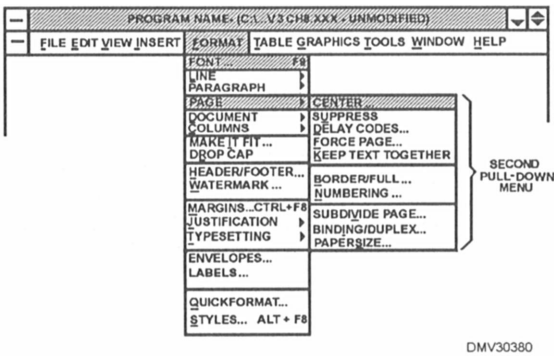 PROGRAM NAME. (C:\...V3 CH8.XXX - UNMODIFIED)
FILE EDIT VIEW INSERT FORMAT TABLE GRAPHICS TOOLS WINDOW HELP
FONT... F9
LINE
PARAGRAPH
PAGE
DOCUMENT
COLUMNS
MAKE IT FIT...
DROP CAP
HEADER/FOOTER...
WATERMARK...
MARGINS...CTRL+F8
JUSTIFICATION
TYPESETTING
ENVELOPES...
LABELS...
QUICKFORMAT...
STYLES... ALT + F8
CENTER...
SUPPRESS
DELAY CODES...
FORCE PAGE...
KEEP TEXT TOGETHER
BORDER/FULL...
NUMBERING...
SUBDIVIDE PAGE...
BINDING/DUPLEX...
PAPERSIZE...
SECOND
PULL-DOWN
MENU
DMV30380